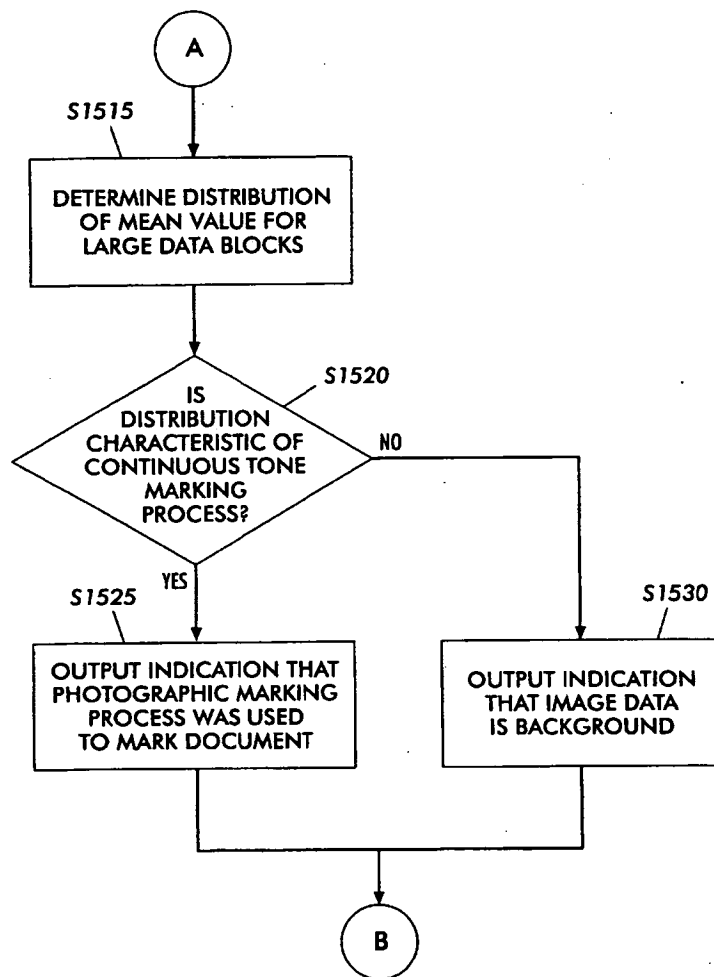 A
S1515
DETERMINE DISTRIBUTION
OF MEAN VALUE FOR
LARGE DATA BLOCKS
S1520
IS
DISTRIBUTION
CHARACTERISTIC OF
CONTINUOUS TONE
MARKING
PROCESS?
NO
YES
S1525
OUTPUT INDICATION THAT
PHOTOGRAPHIC MARKING
PROCESS WAS USED
TO MARK DOCUMENT
S1530
OUTPUT INDICATION
THAT IMAGE DATA
IS BACKGROUND
B